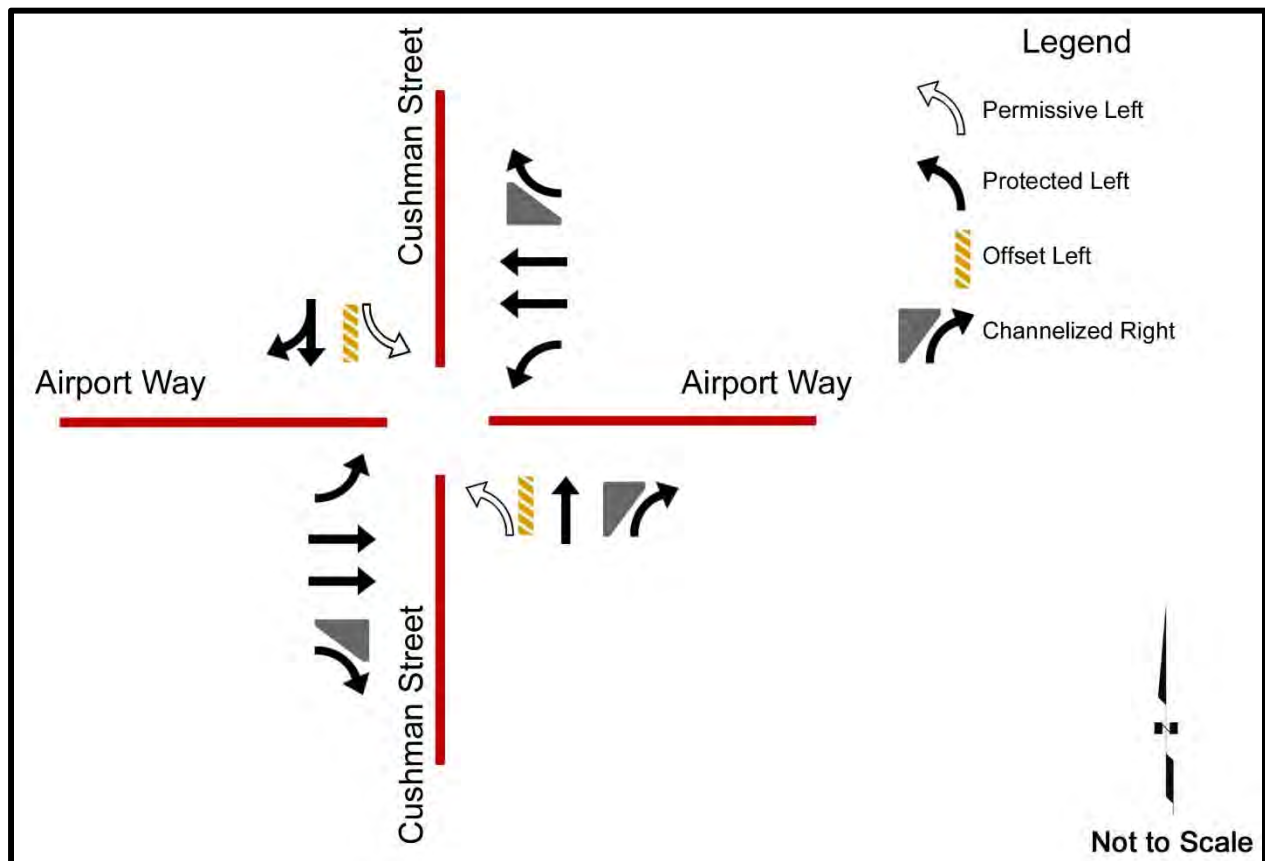 Legend
Permissive Left
Protected Left
Offset Left
Channelized Right
Cushman Street
Airport Way
Airport Way
Cushman Street
N
Not to Scale